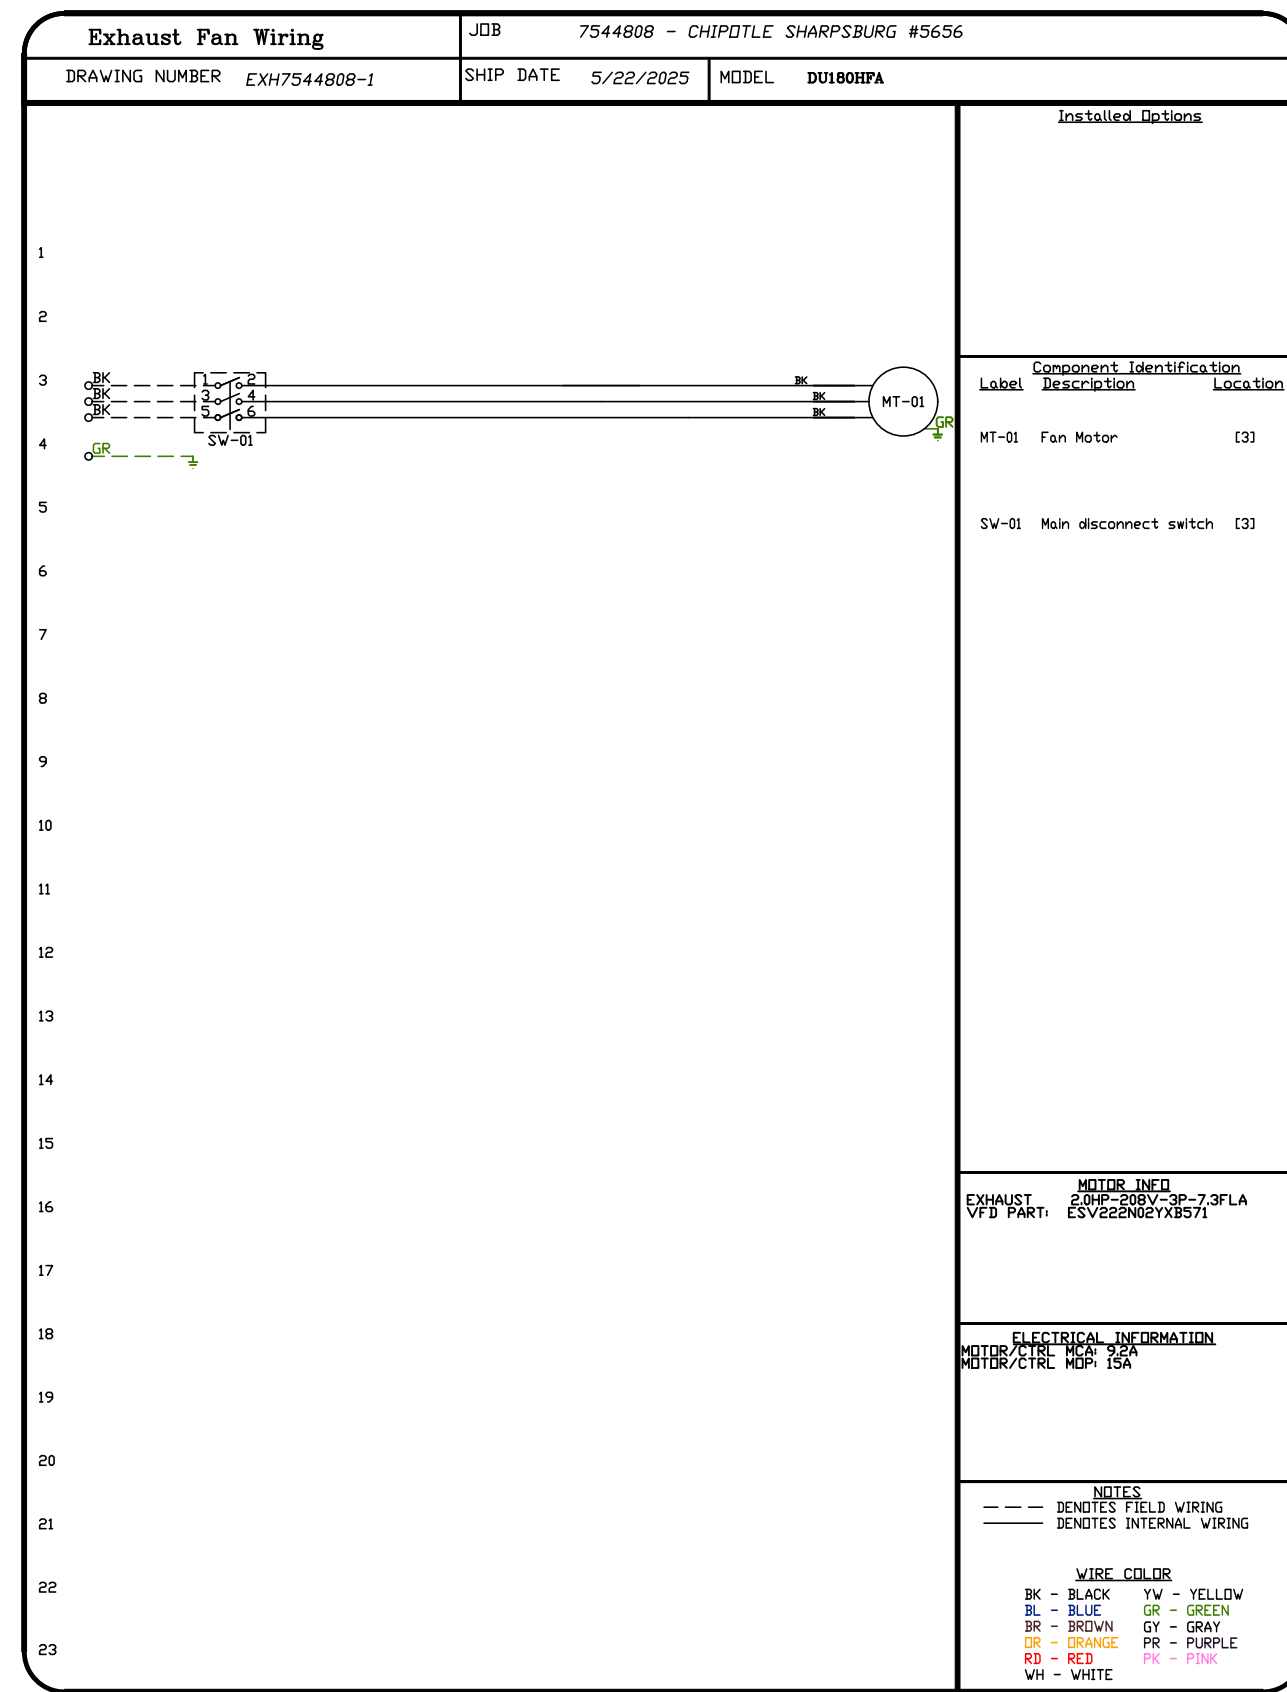 Exhaust Fan Wiring
JOB 7544808 - CHIPOTLE SHARPSBURG #5656
DRAWING NUMBER EXH7544808-1
SHIP DATE 5/22/2025
MODEL DU180HFA
Installed Options
1
2
3
BK
BK
BK
1 2
3 4
5 6
SW-01
BK
BK
BK
MT-01
GR
4
GR
5
6
7
8
9
10
11
12
13
14
15
16
17
18
19
20
21
22
23
Component Identification
Label Description Location
MT-01 Fan Motor [3]
SW-01 Main disconnect switch [3]
MOTOR INFO
EXHAUST 2.0HP-208V-3P-7.3FLA
VFD PART: ESV222N02YXB571
ELECTRICAL INFORMATION
MOTOR/CTRL MCA: 9.2A
MOTOR/CTRL MOP: 15A
NOTES
DENOTES FIELD WIRING
DENOTES INTERNAL WIRING
WIRE COLOR
BK - BLACK YW - YELLOW
BL - BLUE GR - GREEN
BR - BROWN GY - GRAY
OR - ORANGE PR - PURPLE
RD - RED PK - PINK
WH - WHITE